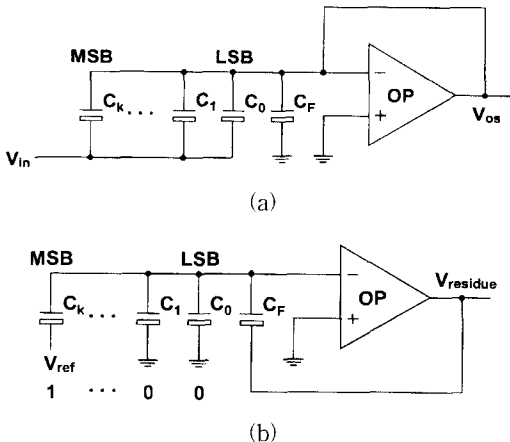 MSB LSB
C_k ··· C_1 C_0 C_F
− OP +
V_in
V_os
(a)
MSB LSB
C_k ··· C_1 C_0 C_F
− OP +
V_residue
V_ref
1 ··· 0 0
(b)